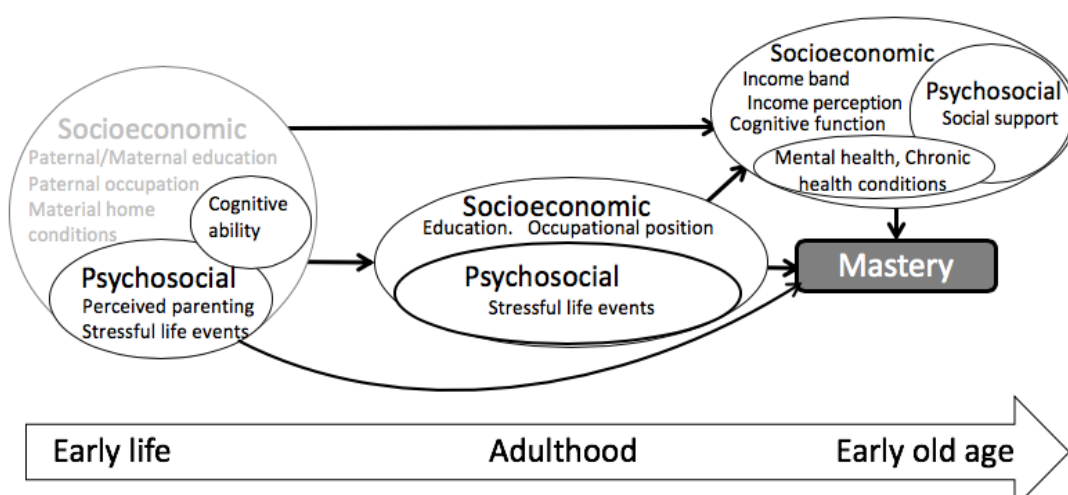 Socioeconomic
Paternal/Maternal education
Paternal occupation
Material home
conditions
Cognitive
ability
Psychosocial
Perceived parenting
Stressful life events
Socioeconomic
Education. Occupational position
Psychosocial
Stressful life events
Socioeconomic
Income band
Income perception
Cognitive function
Psychosocial
Social support
Mental health, Chronic
health conditions
Mastery
Early life
Adulthood
Early old age